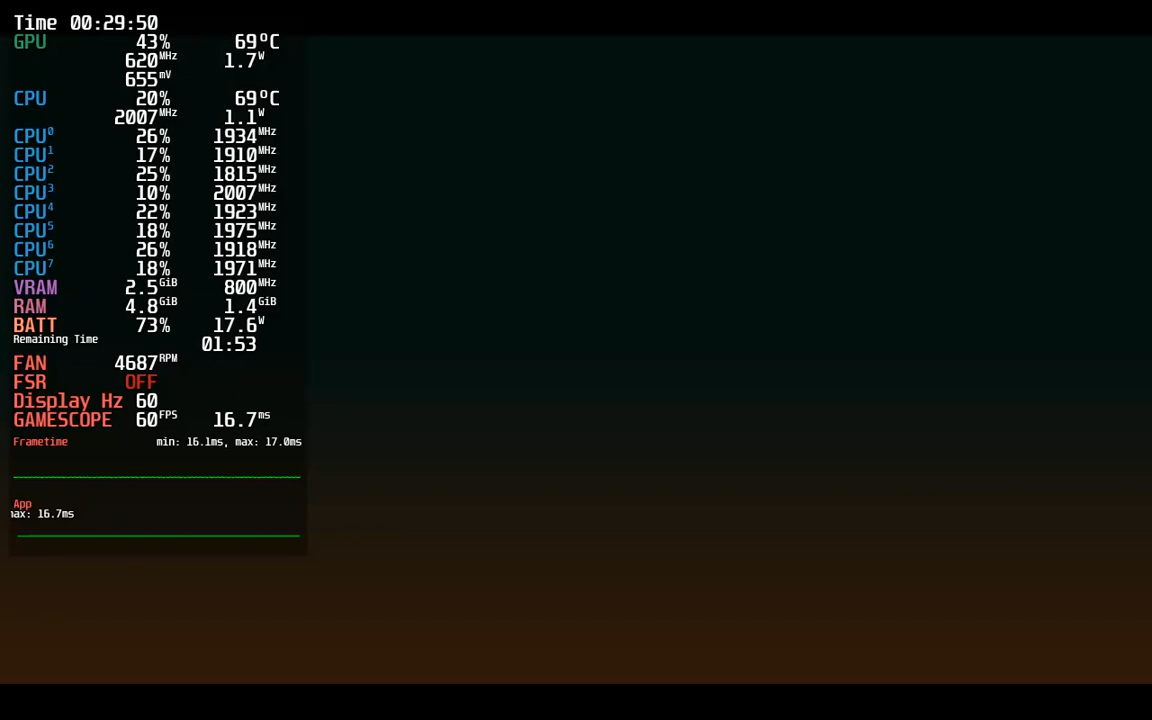 Time 00:29:50
GPU 43% 69°C
620MHz 1.7W
655mV
CPU 20% 69°C
2007MHz 1.1W
CPU0 26% 1934MHz
CPU1 17% 1910MHz
CPU2 25% 1815MHz
CPU3 10% 2007MHz
CPU4 22% 1923MHz
CPU5 18% 1975MHz
CPU6 26% 1918MHz
CPU7 18% 1971MHz
VRAM 2.5GiB 800MHz
RAM 4.8GiB 1.4GiB
BATT 73% 17.6W
Remaining Time 01:53
FAN 4687RPM
FSR OFF
Display Hz 60
GAMESCOPE 60FPS 16.7ms
Frametime min: 16.1ms, max: 17.0ms
App
max: 16.7ms